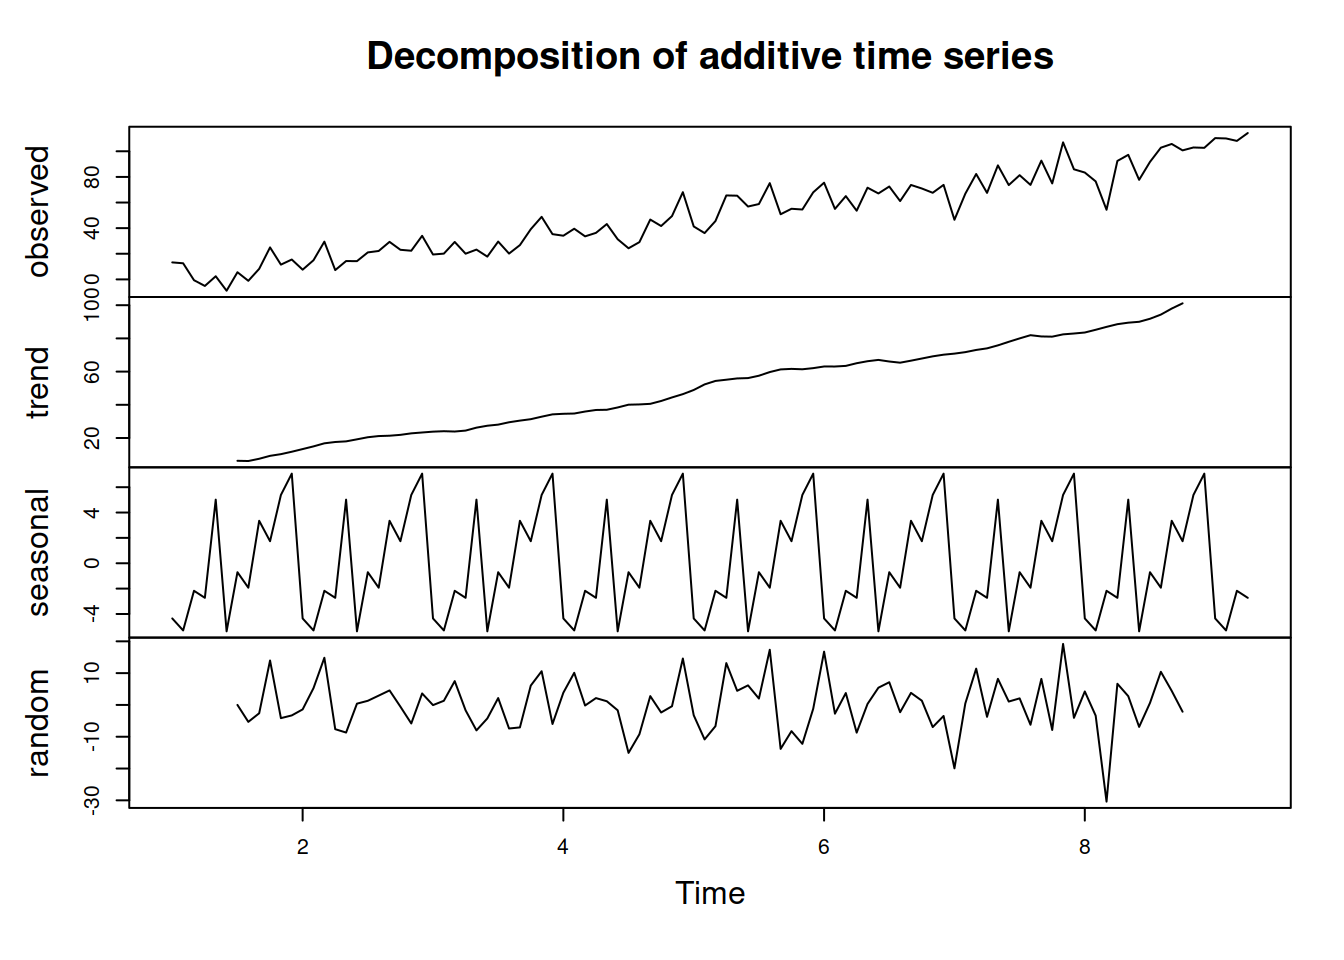 Decomposition of additive time series
observed
0 40 80
trend
20 60 100
seasonal
-4 0 4
random
-30 -10 10
2 4 6 8
Time